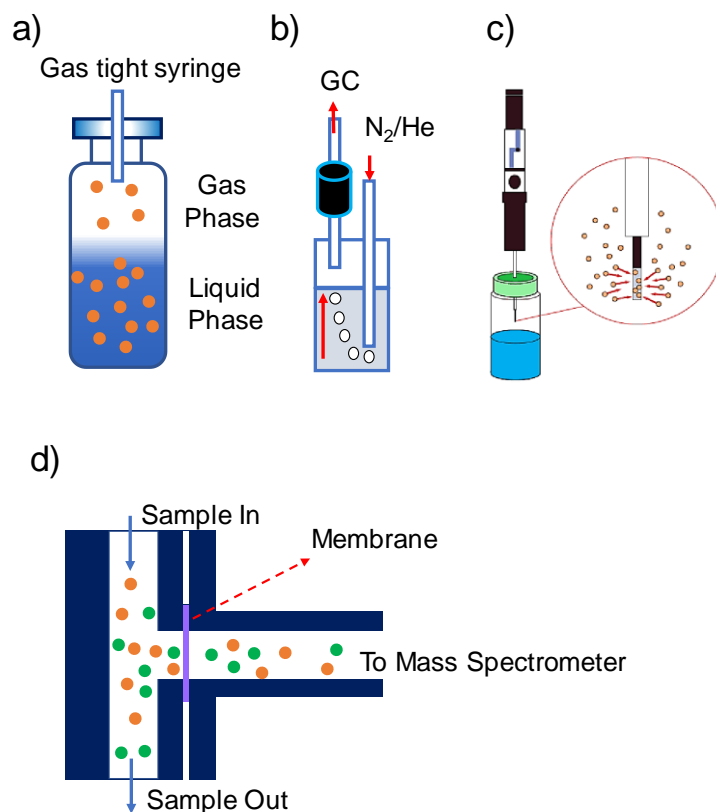 a)
Gas tight syringe
Gas
Phase
Liquid
Phase
b)
GC
N₂/He
c)
d)
Sample In
Membrane
To Mass Spectrometer
Sample Out